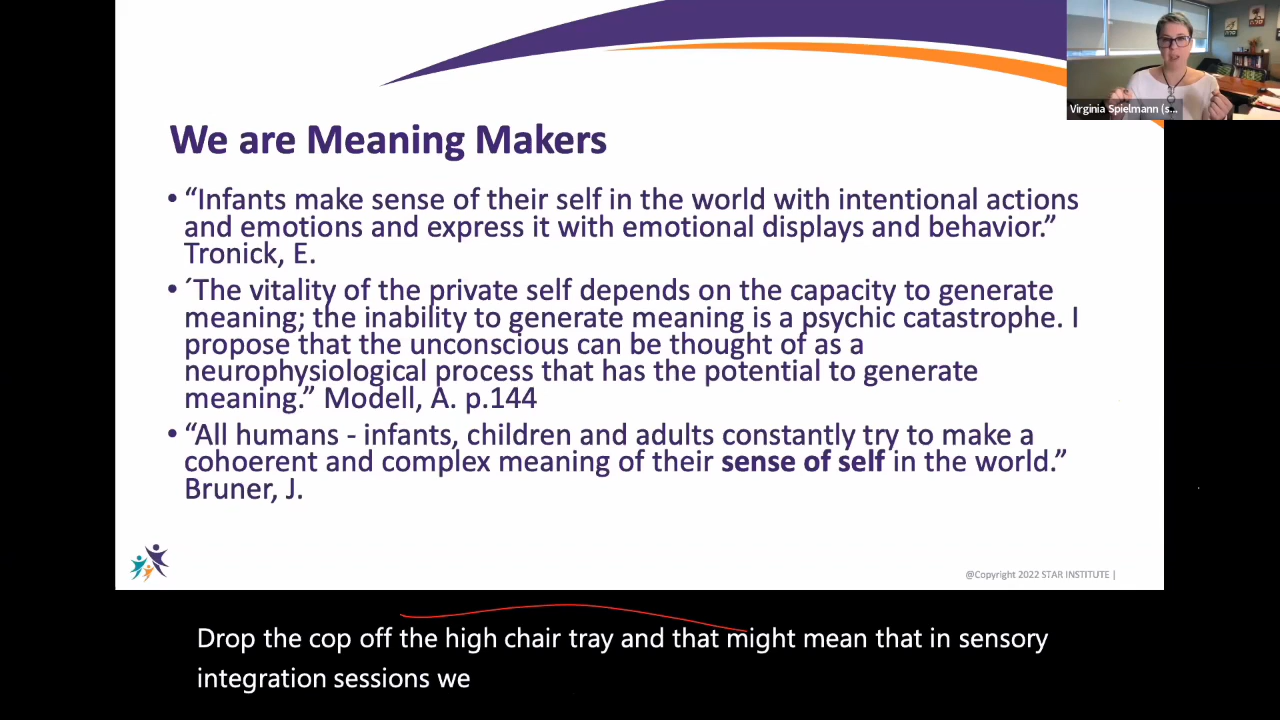 Virginia Spielmann (s...
We are Meaning Makers
• “Infants make sense of their self in the world with intentional actions
and emotions and express it with emotional displays and behavior.”
Tronick, E.
• ´The vitality of the private self depends on the capacity to generate
meaning; the inability to generate meaning is a psychic catastrophe. I
propose that the unconscious can be thought of as a
neurophysiological process that has the potential to generate
meaning.” Modell, A. p.144
• “All humans - infants, children and adults constantly try to make a
cohoerent and complex meaning of their sense of self in the world.”
Bruner, J.
@Copyright 2022 STAR INSTITUTE |
Drop the cop off the high chair tray and that might mean that in sensory
integration sessions we